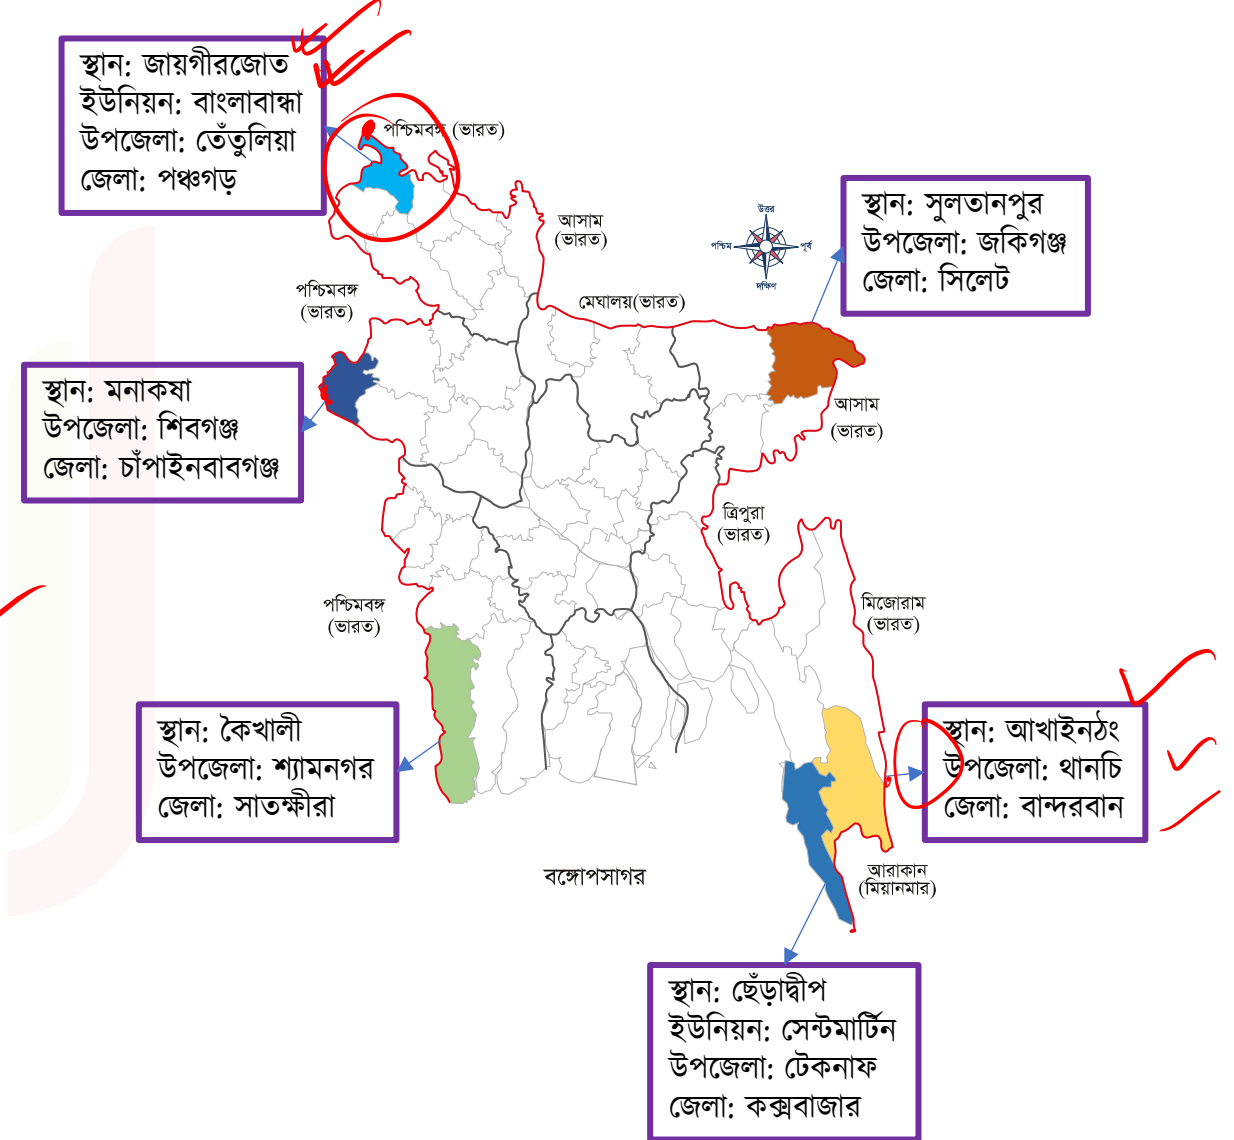 স্থান: জায়গীরজোত
ইউনিয়ন: বাংলাবান্ধা
উপজেলা: তেঁতুলিয়া
জেলা: পঞ্চগড়
পশ্চিমবঙ্গ (ভারত)
আসাম
(ভারত)
উত্তর
পশ্চিম
পূর্ব
দক্ষিণ
স্থান: সুলতানপুর
উপজেলা: জকিগঞ্জ
জেলা: সিলেট
পশ্চিমবঙ্গ
(ভারত)
মেঘালয়(ভারত)
স্থান: মনাকষা
উপজেলা: শিবগঞ্জ
জেলা: চাঁপাইনবাবগঞ্জ
আসাম
(ভারত)
ত্রিপুরা
(ভারত)
পশ্চিমবঙ্গ
(ভারত)
মিজোরাম
(ভারত)
স্থান: কৈখালী
উপজেলা: শ্যামনগর
জেলা: সাতক্ষীরা
স্থান: আখাইনঠং
উপজেলা: থানচি
জেলা: বান্দরবান
বঙ্গোপসাগর
আরাকান
(মিয়ানমার)
স্থান: ছেঁড়াদ্বীপ
ইউনিয়ন: সেন্টমার্টিন
উপজেলা: টেকনাফ
জেলা: কক্সবাজার